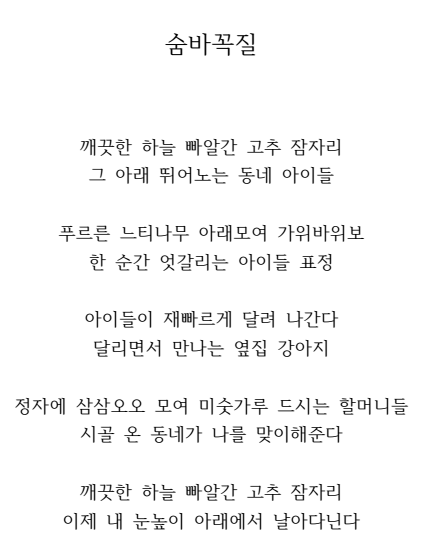 숨바꼭질
깨끗한 하늘 빠알간 고추 잠자리
그 아래 뛰어노는 동네 아이들
푸르른 느티나무 아래모여 가위바위보
한 순간 엇갈리는 아이들 표정
아이들이 재빠르게 달려 나간다
달리면서 만나는 옆집 강아지
정자에 삼삼오오 모여 미숫가루 드시는 할머니들
시골 온 동네가 나를 맞이해준다
깨끗한 하늘 빠알간 고추 잠자리
이제 내 눈높이 아래에서 날아다닌다